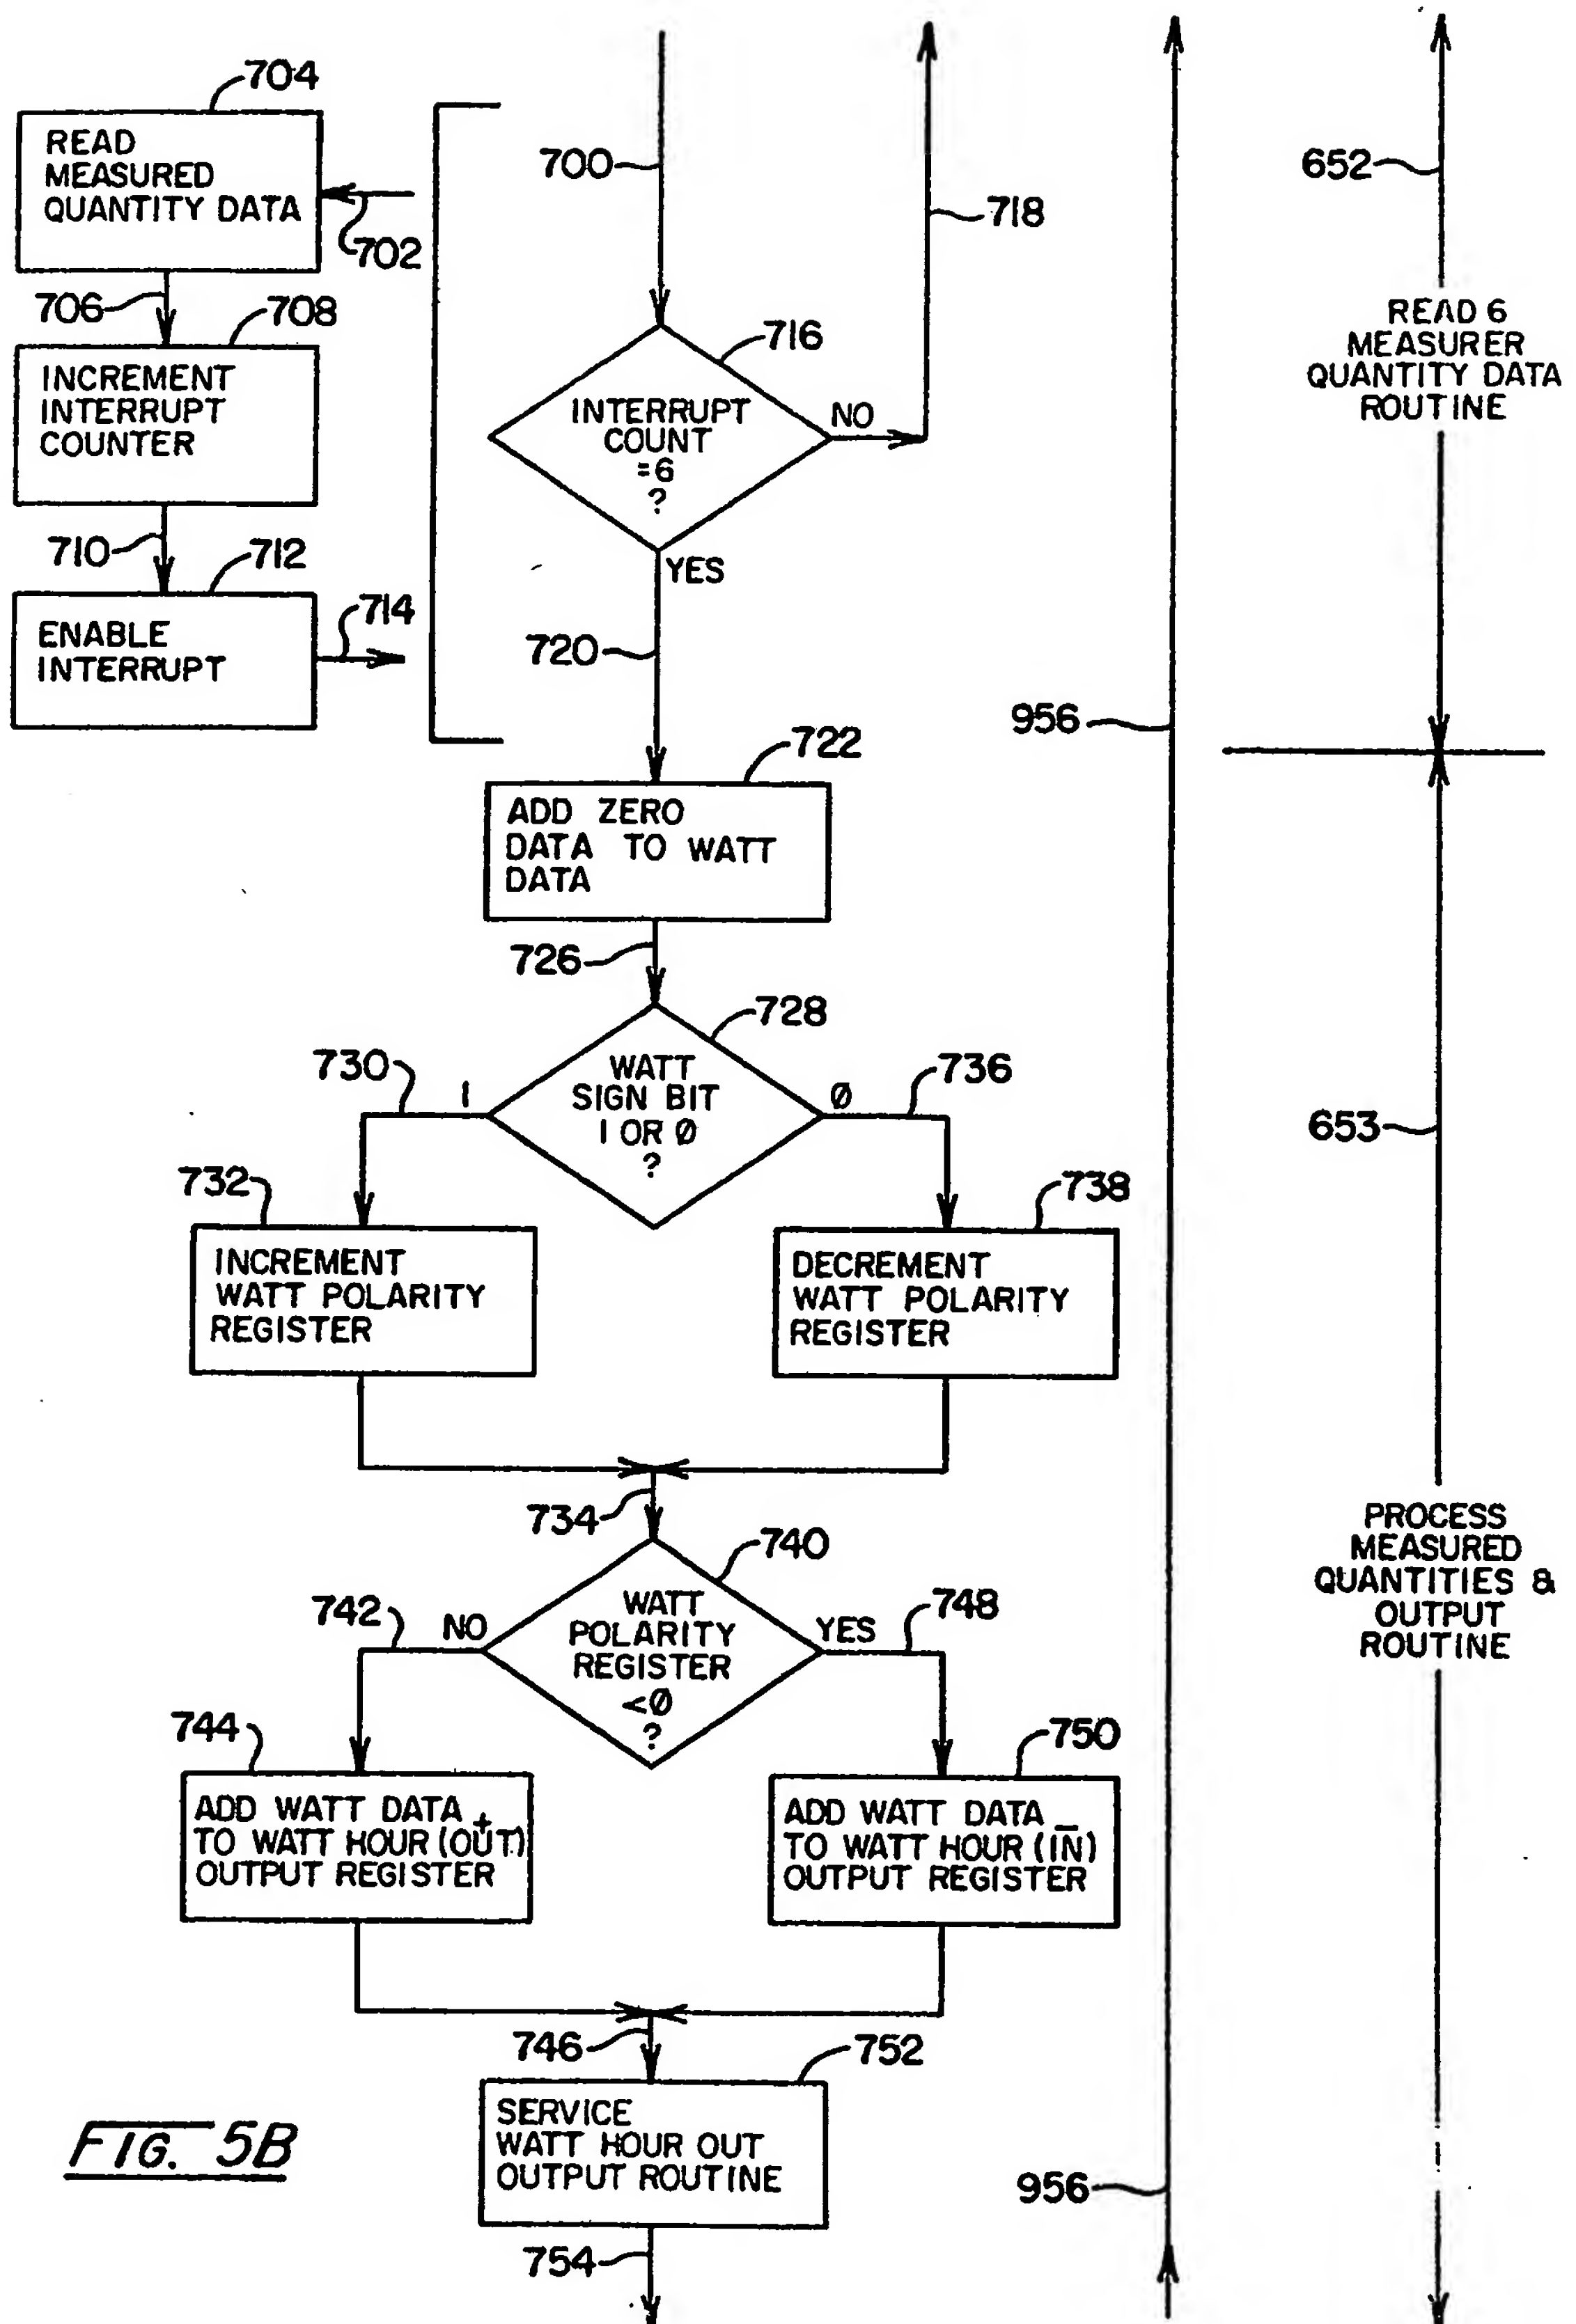 704
READ
MEASURED
QUANTITY DATA
702
706
708
INCREMENT
INTERRUPT
COUNTER
710
712
ENABLE
INTERRUPT
714
700
718
716
INTERRUPT
COUNT
=6
?
NO
YES
720
722
ADD ZERO
DATA TO WATT
DATA
726
728
WATT
SIGN BIT
1 OR Ø
?
730
1
Ø
736
732
INCREMENT
WATT POLARITY
REGISTER
738
DECREMENT
WATT POLARITY
REGISTER
734
740
WATT
POLARITY
REGISTER
<Ø
?
742
NO
YES
748
744
ADD WATT DATA +
TO WATT HOUR (OUT)
OUTPUT REGISTER
750
ADD WATT DATA –
TO WATT HOUR (IN)
OUTPUT REGISTER
746
752
SERVICE
WATT HOUR OUT
OUTPUT ROUTINE
754
956
956
652
READ 6
MEASURER
QUANTITY DATA
ROUTINE
653
PROCESS
MEASURED
QUANTITIES &
OUTPUT
ROUTINE
FIG. 5B